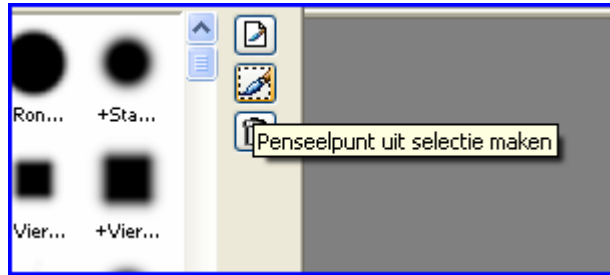 Ron... +Sta...
Penseelpunt uit selectie maken
Vier... +Vier...